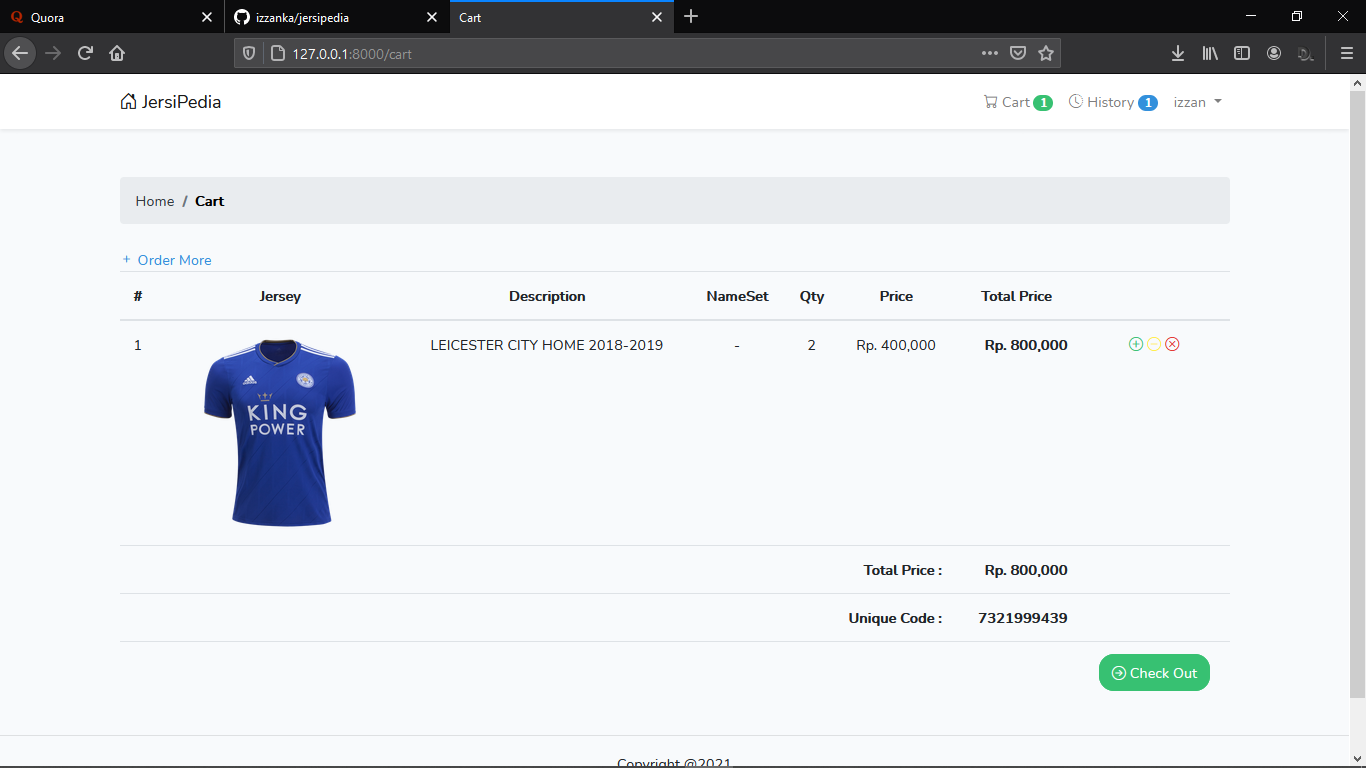 Quora
izzanka/jersipedia
Cart
127.0.0.1:8000/cart
JersiPedia
Cart 1
History 1
izzan
Home / Cart
+ Order More
# Jersey Description NameSet Qty Price Total Price
1 LEICESTER CITY HOME 2018-2019 - 2 Rp. 400,000 Rp. 800,000
KING
POWER
Total Price : Rp. 800,000
Unique Code : 7321999439
Check Out
Copyright @2021